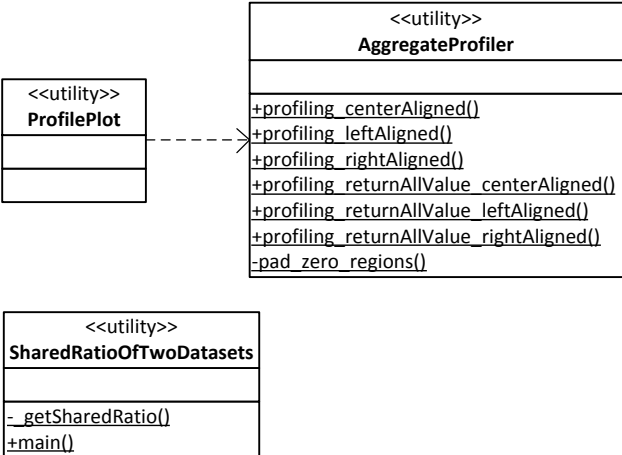 <<utility>>
ProfilePlot
<<utility>>
AggregateProfiler
+profiling_centerAligned()
+profiling_leftAligned()
+profiling_rightAligned()
+profiling_returnAllValue_centerAligned()
+profiling_returnAllValue_leftAligned()
+profiling_returnAllValue_rightAligned()
-pad_zero_regions()
<<utility>>
SharedRatioOfTwoDatasets
-_getSharedRatio()
+main()